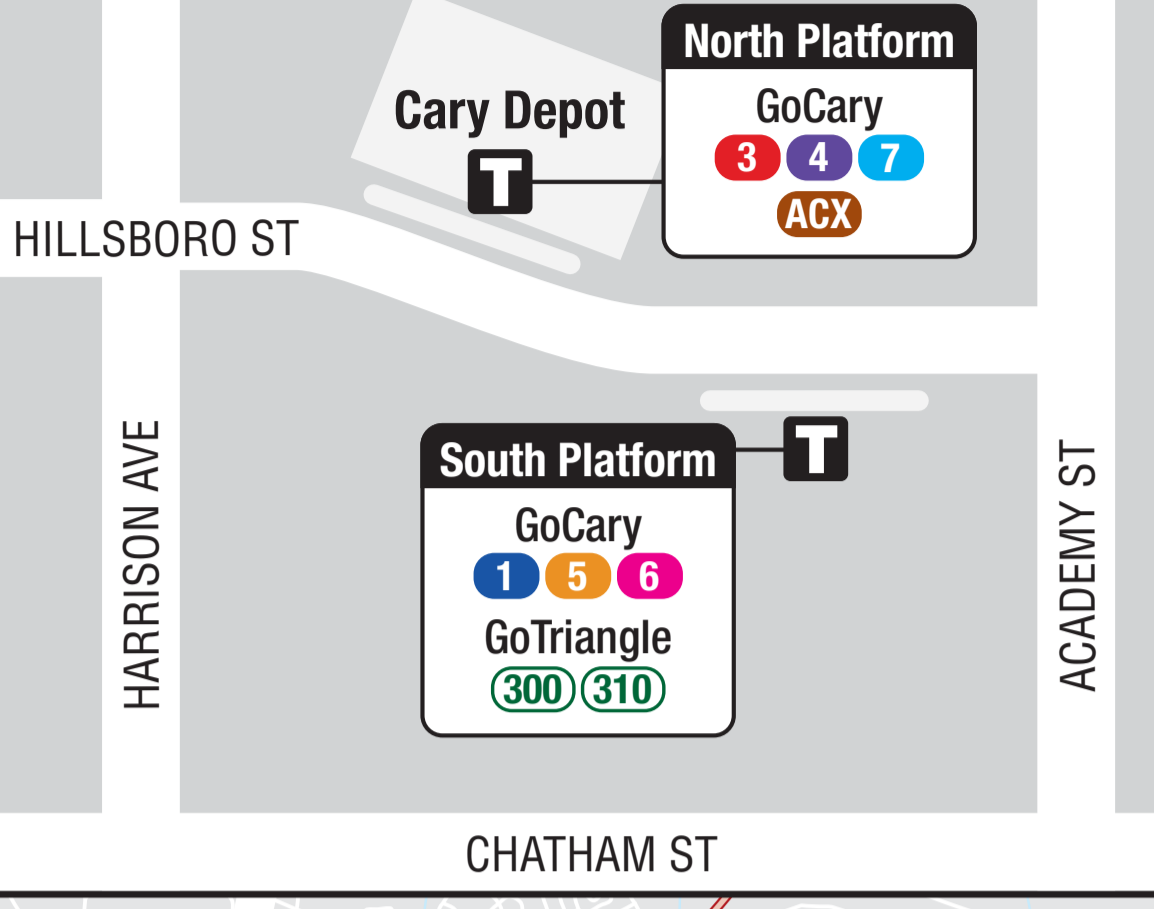 North Platform
GoCary
3 4 7
ACX
Cary Depot
T
HILLSBORO ST
T
South Platform
GoCary
1 5 6
GoTriangle
300 310
HARRISON AVE
ACADEMY ST
CHATHAM ST